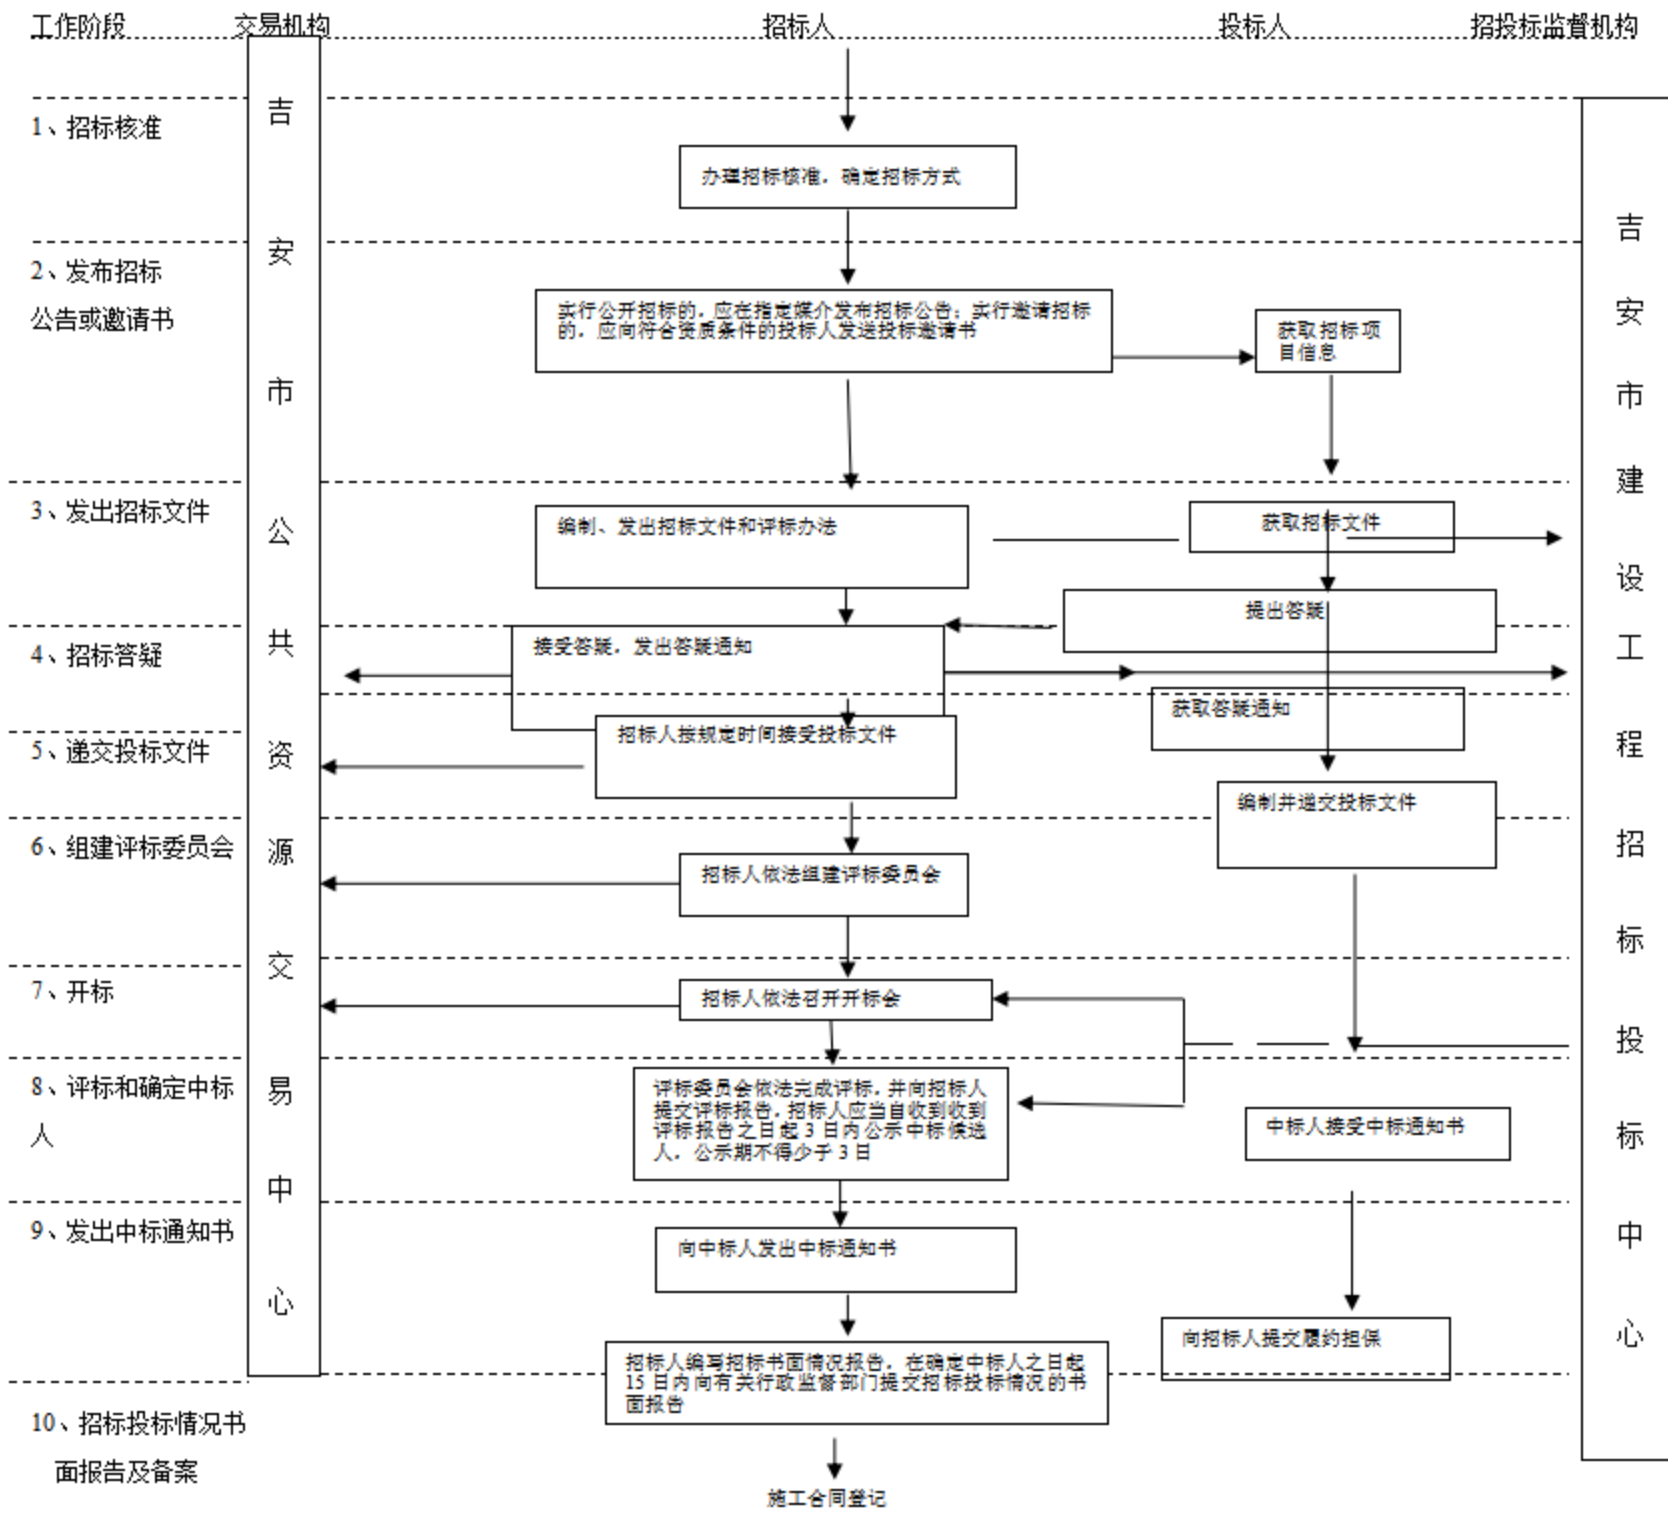 工作阶段 交易机构 招标人 投标人 招投标监督机构
吉安市公共资源交易中心
吉安市建设工程招标投标中心
1、招标核准
办理招标核准，确定招标方式
2、发布招标
公告或邀请书
实行公开招标的，应在指定媒介发布招标公告；实行邀请招标
的，应向符合资质条件的投标人发送投标邀请书
获取招标项
目信息
3、发出招标文件
编制、发出招标文件和评标办法
获取招标文件
提出答疑
4、招标答疑
接受答疑，发出答疑通知
获取答疑通知
5、递交投标文件
招标人按规定时间接受投标文件
编制并递交投标文件
6、组建评标委员会
招标人依法组建评标委员会
7、开标
招标人依法召开开标会
8、评标和确定中标
人
评标委员会依法完成评标，并向招标人
提交评标报告，招标人应当自收到收到
评标报告之日起 3 日内公示中标候选
人，公示期不得少于 3 日
中标人接受中标通知书
9、发出中标通知书
向中标人发出中标通知书
向招标人提交履约担保
招标人编写招标书面情况报告，在确定中标人之日起
15 日内向有关行政监督部门提交招标投标情况的书
面报告
10、招标投标情况书
面报告及备案
施工合同登记